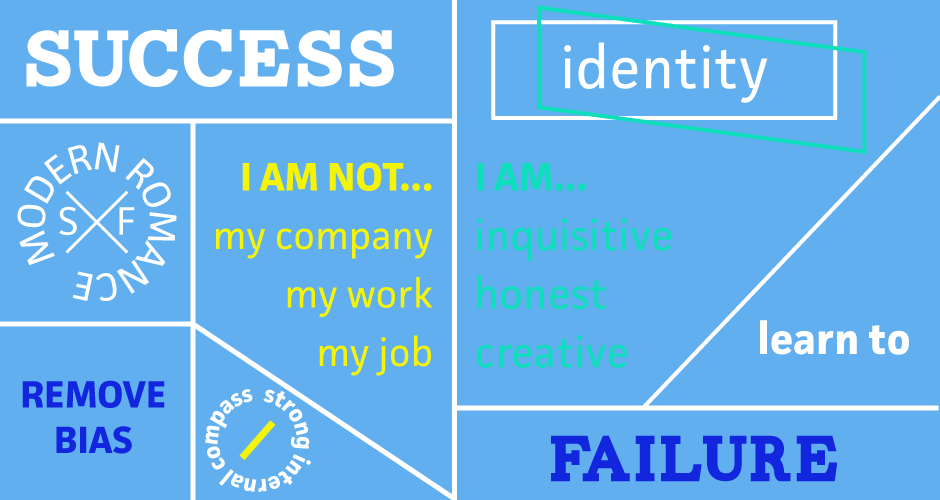 SUCCESS
identity
MODERN ROMANCE
S F
I AM NOT...
my company
my work
my job
I AM...
inquisitive
honest
creative
learn to
REMOVE
BIAS
strong internal compass
FAILURE